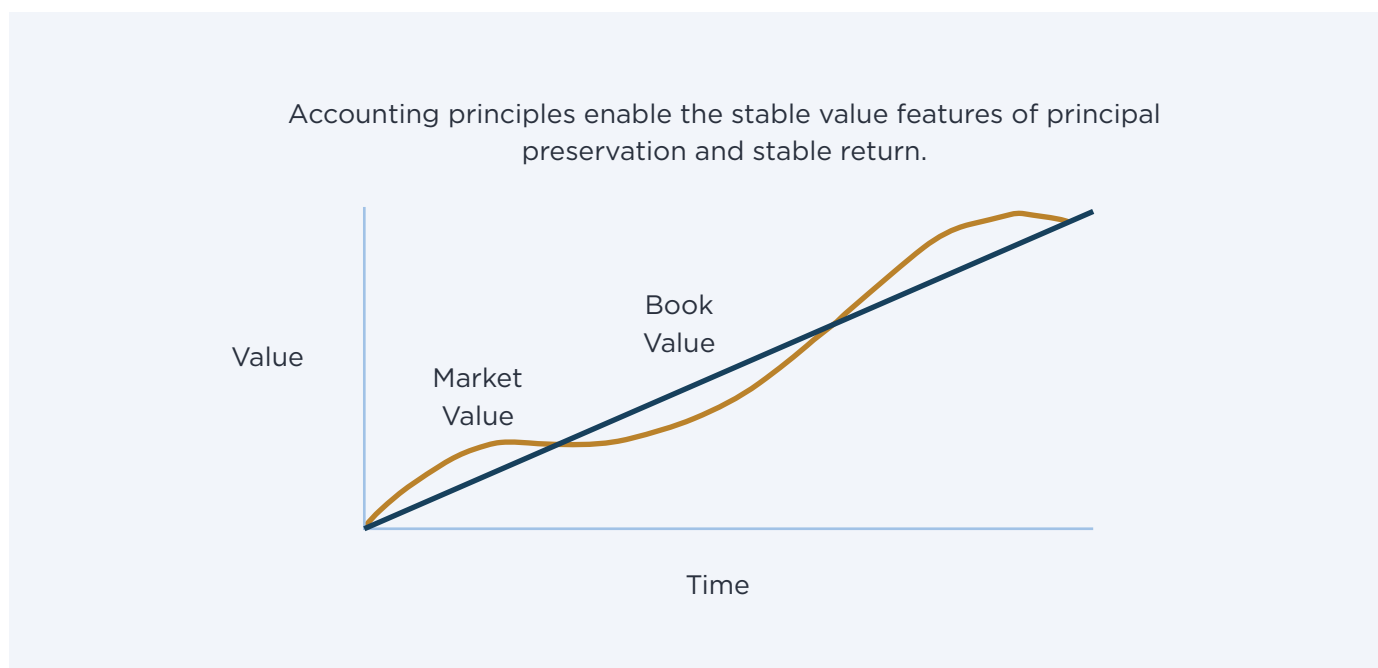 Accounting principles enable the stable value features of principal
preservation and stable return.
Book
Value
Value
Market
Value
Time